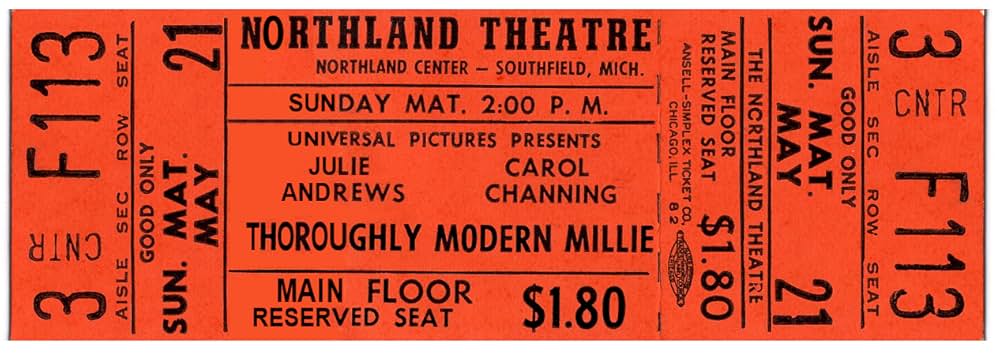 AISLE SEC ROW SEAT
3 CNTR F 113
GOOD ONLY
SUN. MAT.
MAY 21
NORTHLAND THEATRE
NORTHLAND CENTER – SOUTHFIELD, MICH.
SUNDAY MAT. 2:00 P. M.
UNIVERSAL PICTURES PRESENTS
JULIE CAROL
ANDREWS CHANNING
THOROUGHLY MODERN MILLIE
MAIN FLOOR
RESERVED SEAT $1.80
ANSELL-SIMPLEX TICKET CO.
CHICAGO, ILL 82
MAIN FLOOR
RESERVED SEAT $1.80
THE NORTHLAND THEATRE
SUN. MAT.
MAY 21
GOOD ONLY
AISLE SEC ROW SEAT
3 CNTR F 113